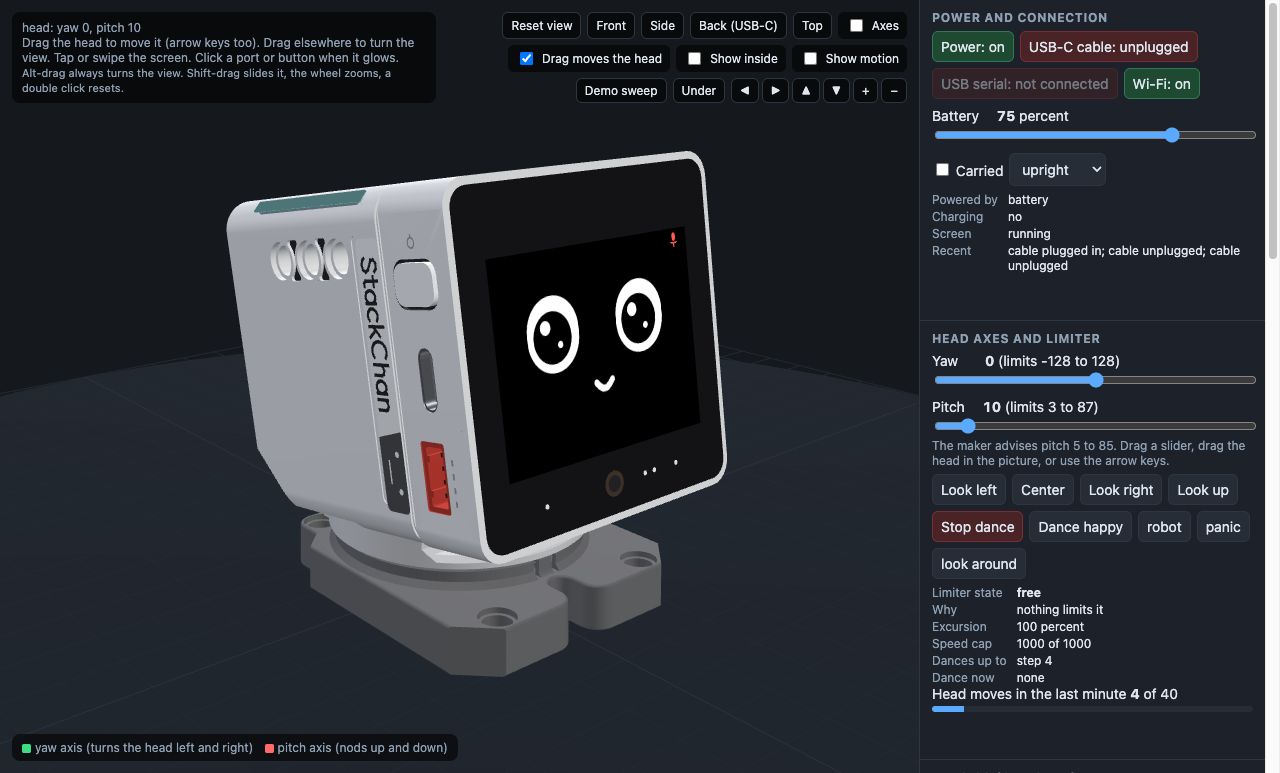 head: yaw 0, pitch 10
Drag the head to move it (arrow keys too). Drag elsewhere to turn the
view. Tap or swipe the screen. Click a port or button when it glows.
Alt-drag always turns the view. Shift-drag slides it, the wheel zooms, a
double click resets.
Reset view Front Side Back (USB-C) Top Axes
Drag moves the head Show inside Show motion
Demo sweep Under ◀ ▶ ▲ ▼ + −
StackChan
yaw axis (turns the head left and right) pitch axis (nods up and down)
POWER AND CONNECTION
Power: on USB-C cable: unplugged
USB serial: not connected Wi-Fi: on
Battery 75 percent
Carried upright
Powered by battery
Charging no
Screen running
Recent cable plugged in; cable unplugged; cable
unplugged
HEAD AXES AND LIMITER
Yaw 0 (limits -128 to 128)
Pitch 10 (limits 3 to 87)
The maker advises pitch 5 to 85. Drag a slider, drag the
head in the picture, or use the arrow keys.
Look left Center Look right Look up
Stop dance Dance happy robot panic
look around
Limiter state free
Why nothing limits it
Excursion 100 percent
Speed cap 1000 of 1000
Dances up to step 4
Dance now none
Head moves in the last minute 4 of 40